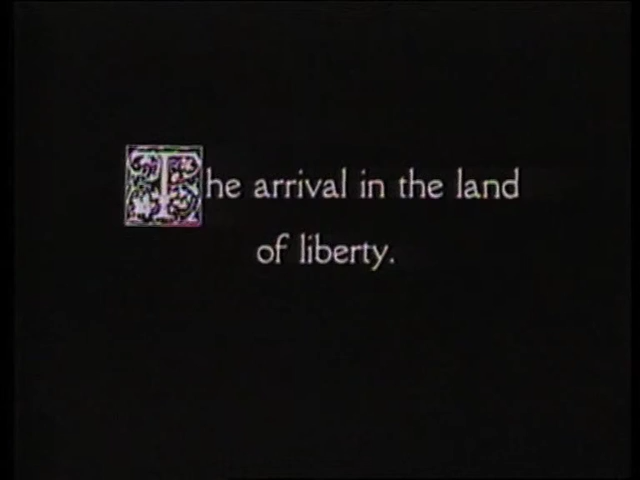 The arrival in the land
of liberty.